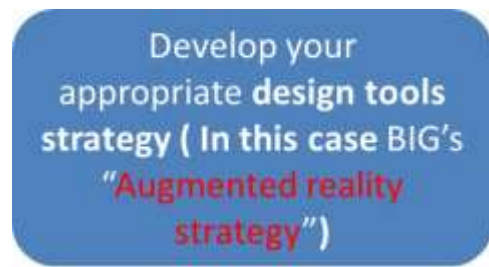 Develop your
appropriate design tools
strategy ( In this case BIG’s
“Augmented reality
strategy”)